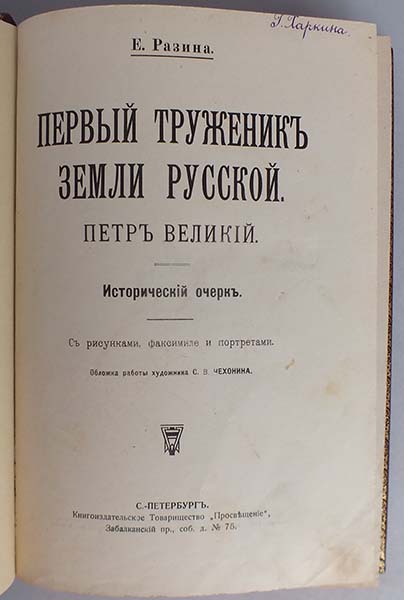 Г. Харкина.
Е. Разина.
ПЕРВЫЙ ТРУЖЕНИКЪ
ЗЕМЛИ РУССКОЙ.
ПЕТРЪ ВЕЛИКІЙ.
Историческій очеркъ.
Съ рисунками, факсимиле и портретами.
Обложка работы художника С. В. ЧЕХОНИНА.
С.-ПЕТЕРБУРГЪ.
Книгоиздательское Товарищество „Просвѣщеніе",
Забалканскій пр., соб. д. № 75.